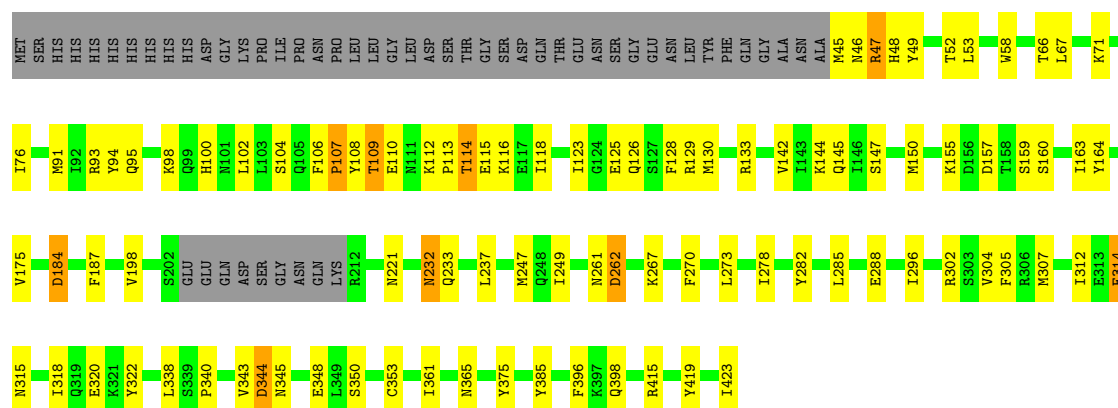 MET SER HIS HIS HIS HIS HIS HIS HIS HIS HIS HIS ASP GLY LYS PRO ILE PRO ASN PRO LEU LEU GLY LEU ASP SER THR GLY SER ASP GLN THR GLU ASN SER GLY GLU ASN LEU TYR PHE GLN GLY ALA ASN ALA M45 N46 R47 H48 Y49 T52 L53 W58 T66 L67 K71
I76 M91 I92 R93 Y94 Q95 K98 Q99 H100 N101 L102 L103 S104 Q105 F106 P107 Y108 T109 E110 N111 K112 P113 T114 E115 K116 E117 I118 I123 G124 E125 Q126 S127 F128 R129 M130 R133 V142 I143 K144 Q145 I146 S147 M150 K155 D156 D157 T158 S159 S160 I163 Y164
V175 D184 F187 V198 S202 GLU GLU GLN ASP SER GLY ASN GLN LYS R212 N221 N232 Q233 L237 M247 Q248 I249 N261 D262 K267 F270 L273 I278 Y282 L285 E288 I296 R302 S303 V304 F305 R306 M307 I312 E313
N315 I318 Q319 E320 K321 Y322 L338 S339 P340 V343 D344 N345 E348 L349 S350 C353 I361 N365 Y375 Y385 F396 K397 Q398 R415 Y419 I423